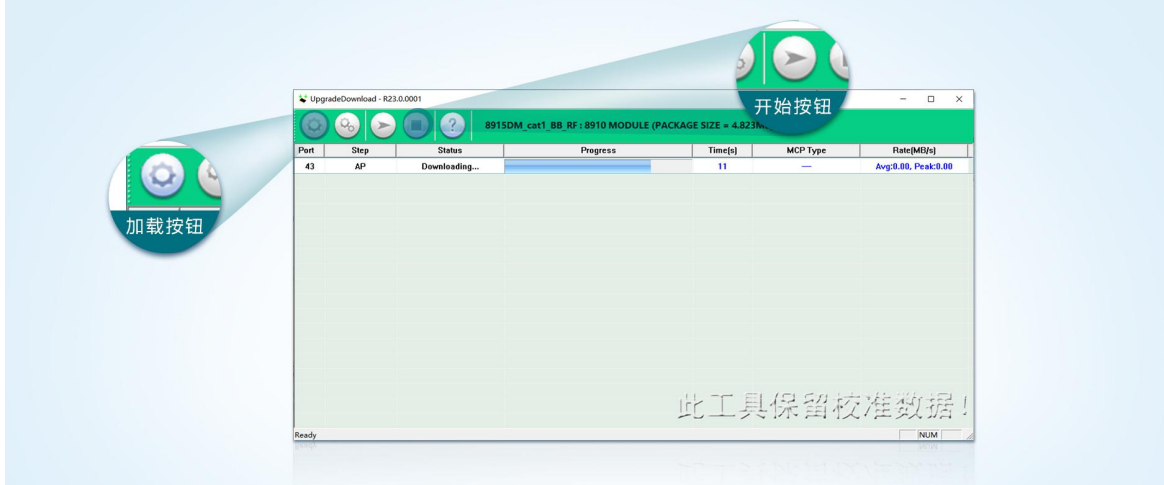 开始按钮
UpgradeDownload - R23.0.0001
8915DM_cat1_BB_RF : 8910 MODULE (PACKAGE SIZE = 4.823M
Port Step Status Progress Time(s) MCP Type Rate(MB/s)
43 AP Downloading... 11 — Avg:0.00, Peak:0.00
加载按钮
此工具保留校准数据!
Ready NUM